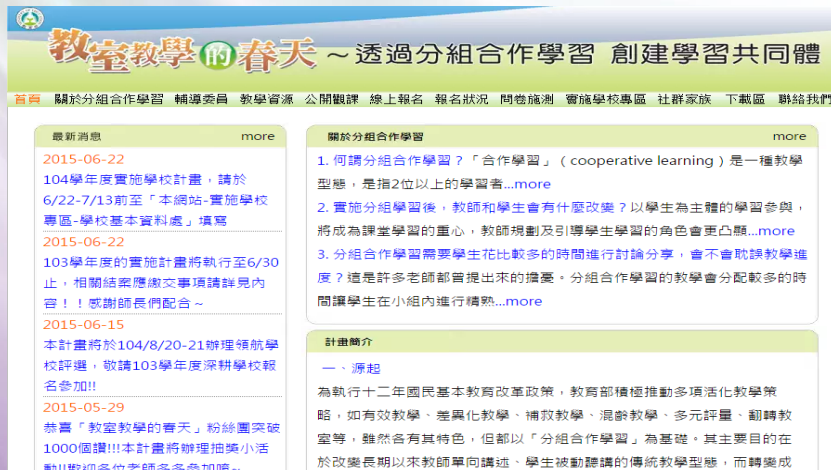 教室教學的春天～透過分組合作學習 創建學習共同體
首頁 關於分組合作學習 輔導委員 教學資源 公開觀課 線上報名 報名狀況 問卷施測 實施學校專區 社群家族 下載區 聯絡我們
最新消息 more
2015-06-22
104學年度實施學校計畫，請於
6/22-7/13前至「本網站-實施學校
專區-學校基本資料處」填寫
2015-06-22
103學年度的實施計畫將執行至6/30
止，相關結案應繳交事項請詳見內
容！！感謝師長們配合～
2015-06-15
本計畫將於104/8/20-21辦理領航學
校評選，敬請103學年度深耕學校報
名參加!!
2015-05-29
恭喜「教室教學的春天」粉絲團突破
1000個讚!!!本計畫將辦理抽獎小活
動!!歡迎各位老師多多參加唷~
關於分組合作學習 more
1. 何謂分組合作學習？「合作學習」（cooperative learning）是一種教學
型態，是指2位以上的學習者...more
2. 實施分組學習後，教師和學生會有什麼改變？以學生為主體的學習參與，
將成為課堂學習的重心，教師規劃及引導學生學習的角色會更凸顯...more
3. 分組合作學習需要學生花比較多的時間進行討論分享，會不會耽誤教學進
度？這是許多老師都曾提出來的擔憂。分組合作學習的教學會分配較多的時
間讓學生在小組內進行精熟...more
計畫簡介
一、源起
為執行十二年國民基本教育改革政策，教育部積極推動多項活化教學策
略，如有效教學、差異化教學、補救教學、混齡教學、多元評量、翻轉教
室等，雖然各有其特色，但都以「分組合作學習」為基礎。其主要目的在
於改變長期以來教師單向講述、學生被動聽講的傳統教學型態，而轉變成